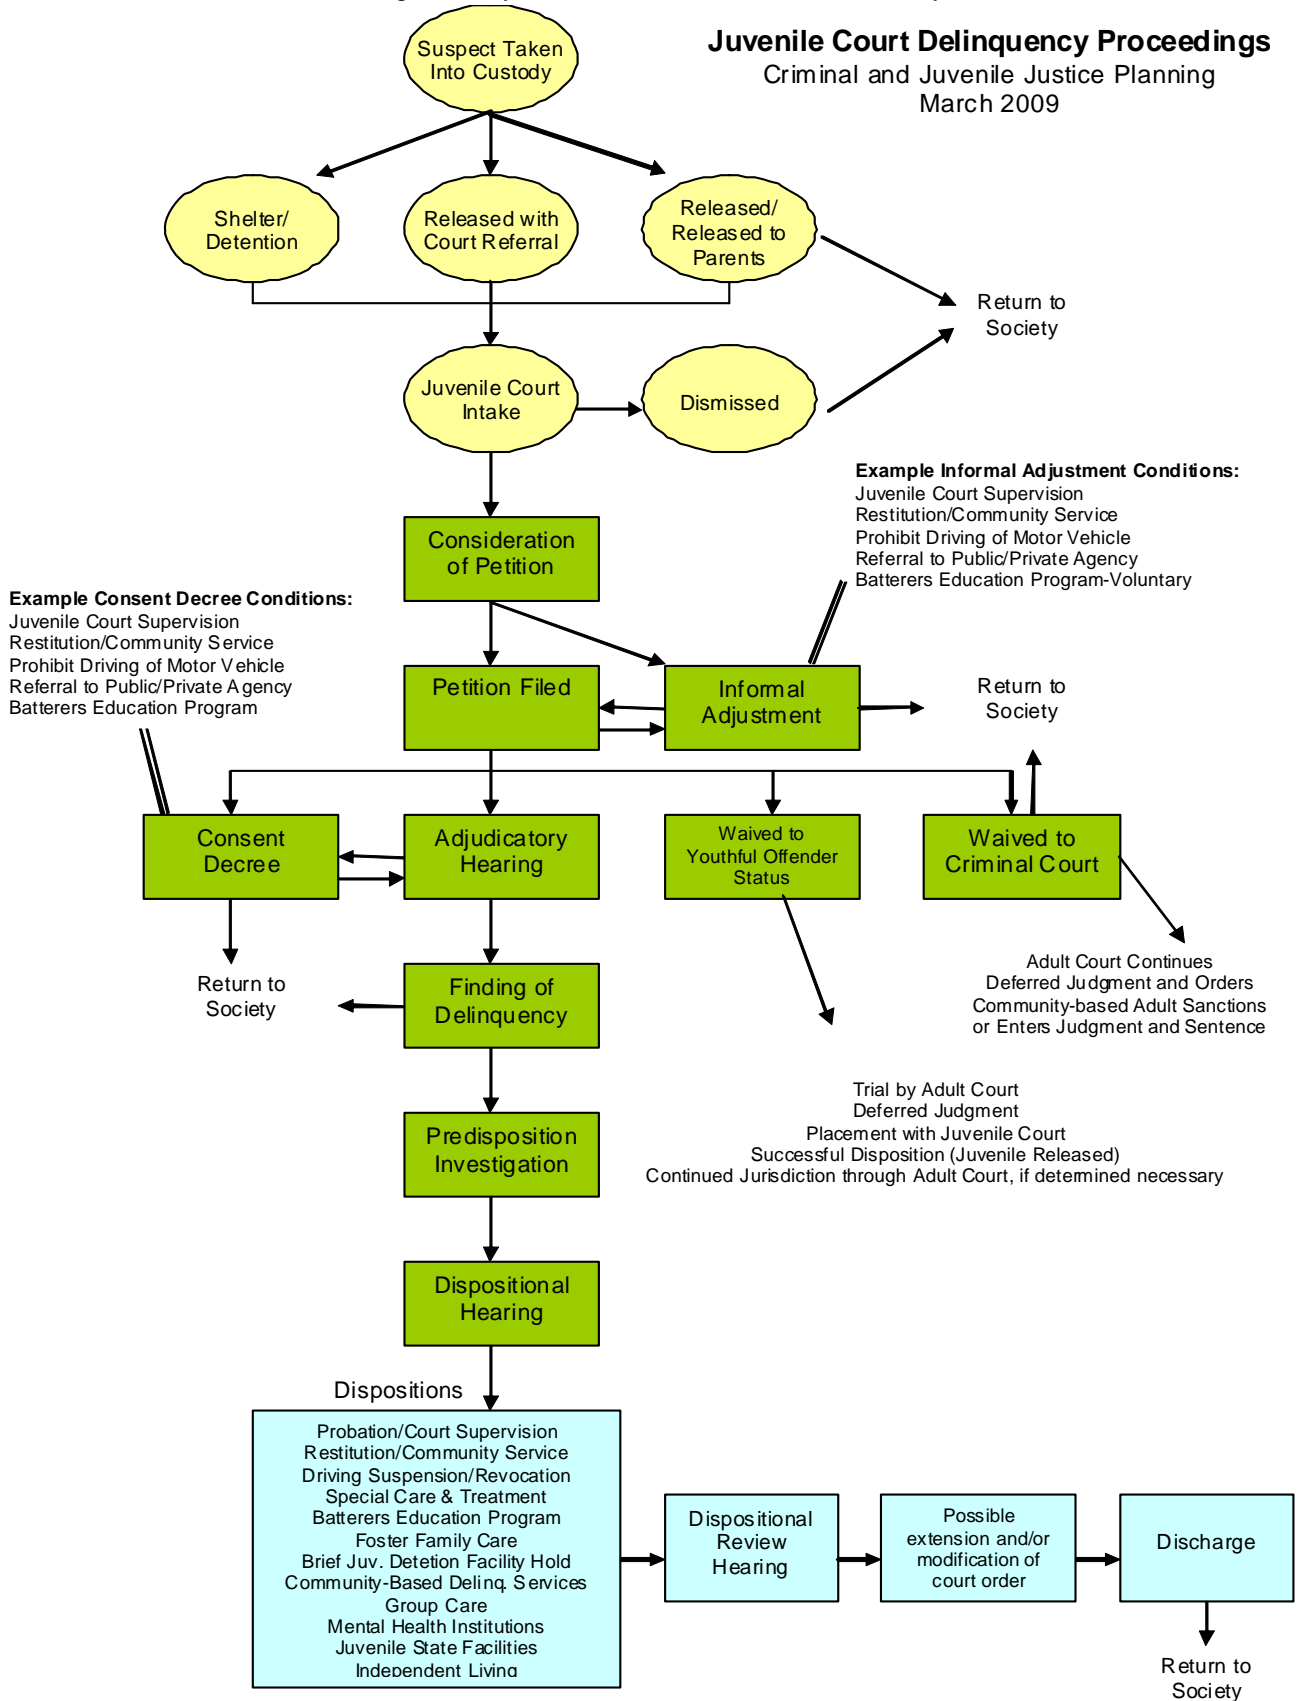 Juvenile Court Delinquency Proceedings
Criminal and Juvenile Justice Planning
March 2009
Suspect Taken
Into Custody
Shelter/
Detention
Released with
Court Referral
Released/
Released to
Parents
Return to
Society
Juvenile Court
Intake
Dismissed
Example Informal Adjustment Conditions:
Juvenile Court Supervision
Restitution/Community Service
Prohibit Driving of Motor Vehicle
Referral to Public/Private Agency
Batterers Education Program-Voluntary
Consideration
of Petition
Example Consent Decree Conditions:
Juvenile Court Supervision
Restitution/Community Service
Prohibit Driving of Motor Vehicle
Referral to Public/Private Agency
Batterers Education Program
Petition Filed
Informal
Adjustment
Return to
Society
Consent
Decree
Adjudicatory
Hearing
Waived to
Youthful Offender
Status
Waived to
Criminal Court
Return to
Society
Finding of
Delinquency
Adult Court Continues
Deferred Judgment and Orders
Community-based Adult Sanctions
or Enters Judgment and Sentence
Predisposition
Investigation
Trial by Adult Court
Deferred Judgment
Placement with Juvenile Court
Successful Disposition (Juvenile Released)
Continued Jurisdiction through Adult Court, if determined necessary
Dispositional
Hearing
Dispositions
Probation/Court Supervision
Restitution/Community Service
Driving Suspension/Revocation
Special Care & Treatment
Batterers Education Program
Foster Family Care
Brief Juv. Detetion Facility Hold
Community-Based Delinq. Services
Group Care
Mental Health Institutions
Juvenile State Facilities
Independent Living
Dispositional
Review
Hearing
Possible
extension and/or
modification of
court order
Discharge
Return to
Society